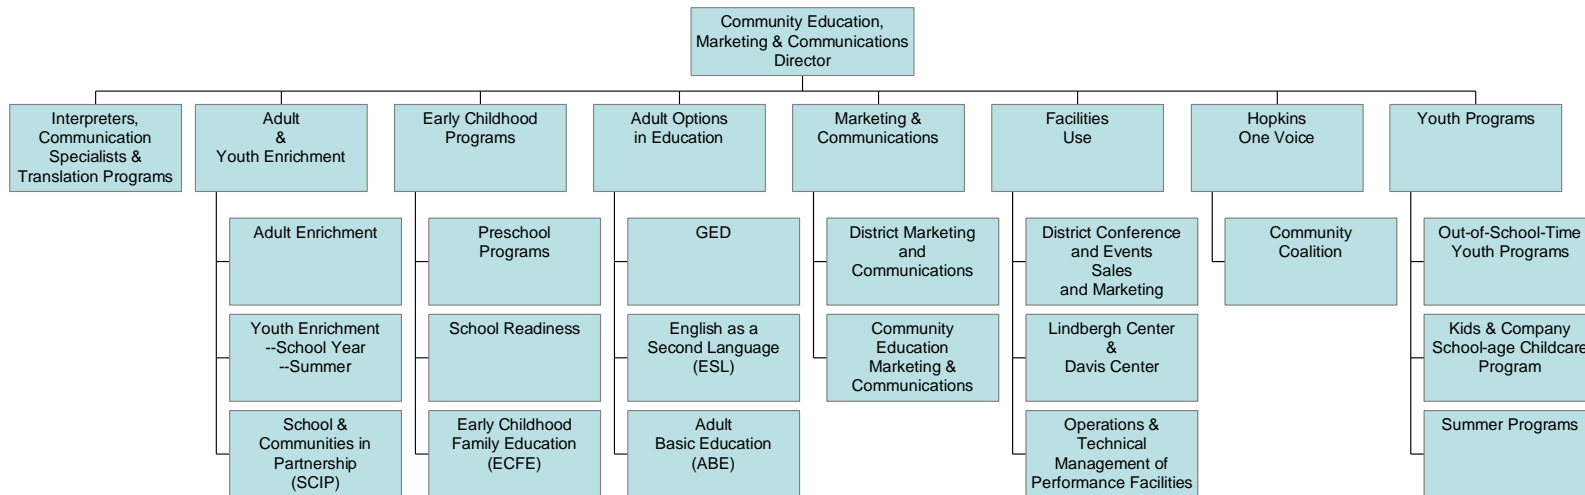 Community Education,
Marketing & Communications
Director
Interpreters,
Communication
Specialists &
Translation Programs
Adult
&
Youth Enrichment
Early Childhood
Programs
Adult Options
in Education
Marketing &
Communications
Facilities
Use
Hopkins
One Voice
Youth Programs
Adult Enrichment
Preschool
Programs
GED
District Marketing
and
Communications
District Conference
and Events
Sales
and Marketing
Community
Coalition
Out-of-School-Time
Youth Programs
Youth Enrichment
--School Year
--Summer
School Readiness
English as a
Second Language
(ESL)
Community
Education
Marketing &
Communications
Lindbergh Center
&
Davis Center
Kids & Company
School-age Childcare
Program
School &
Communities in
Partnership
(SCIP)
Early Childhood
Family Education
(ECFE)
Adult
Basic Education
(ABE)
Operations &
Technical
Management of
Performance Facilities
Summer Programs